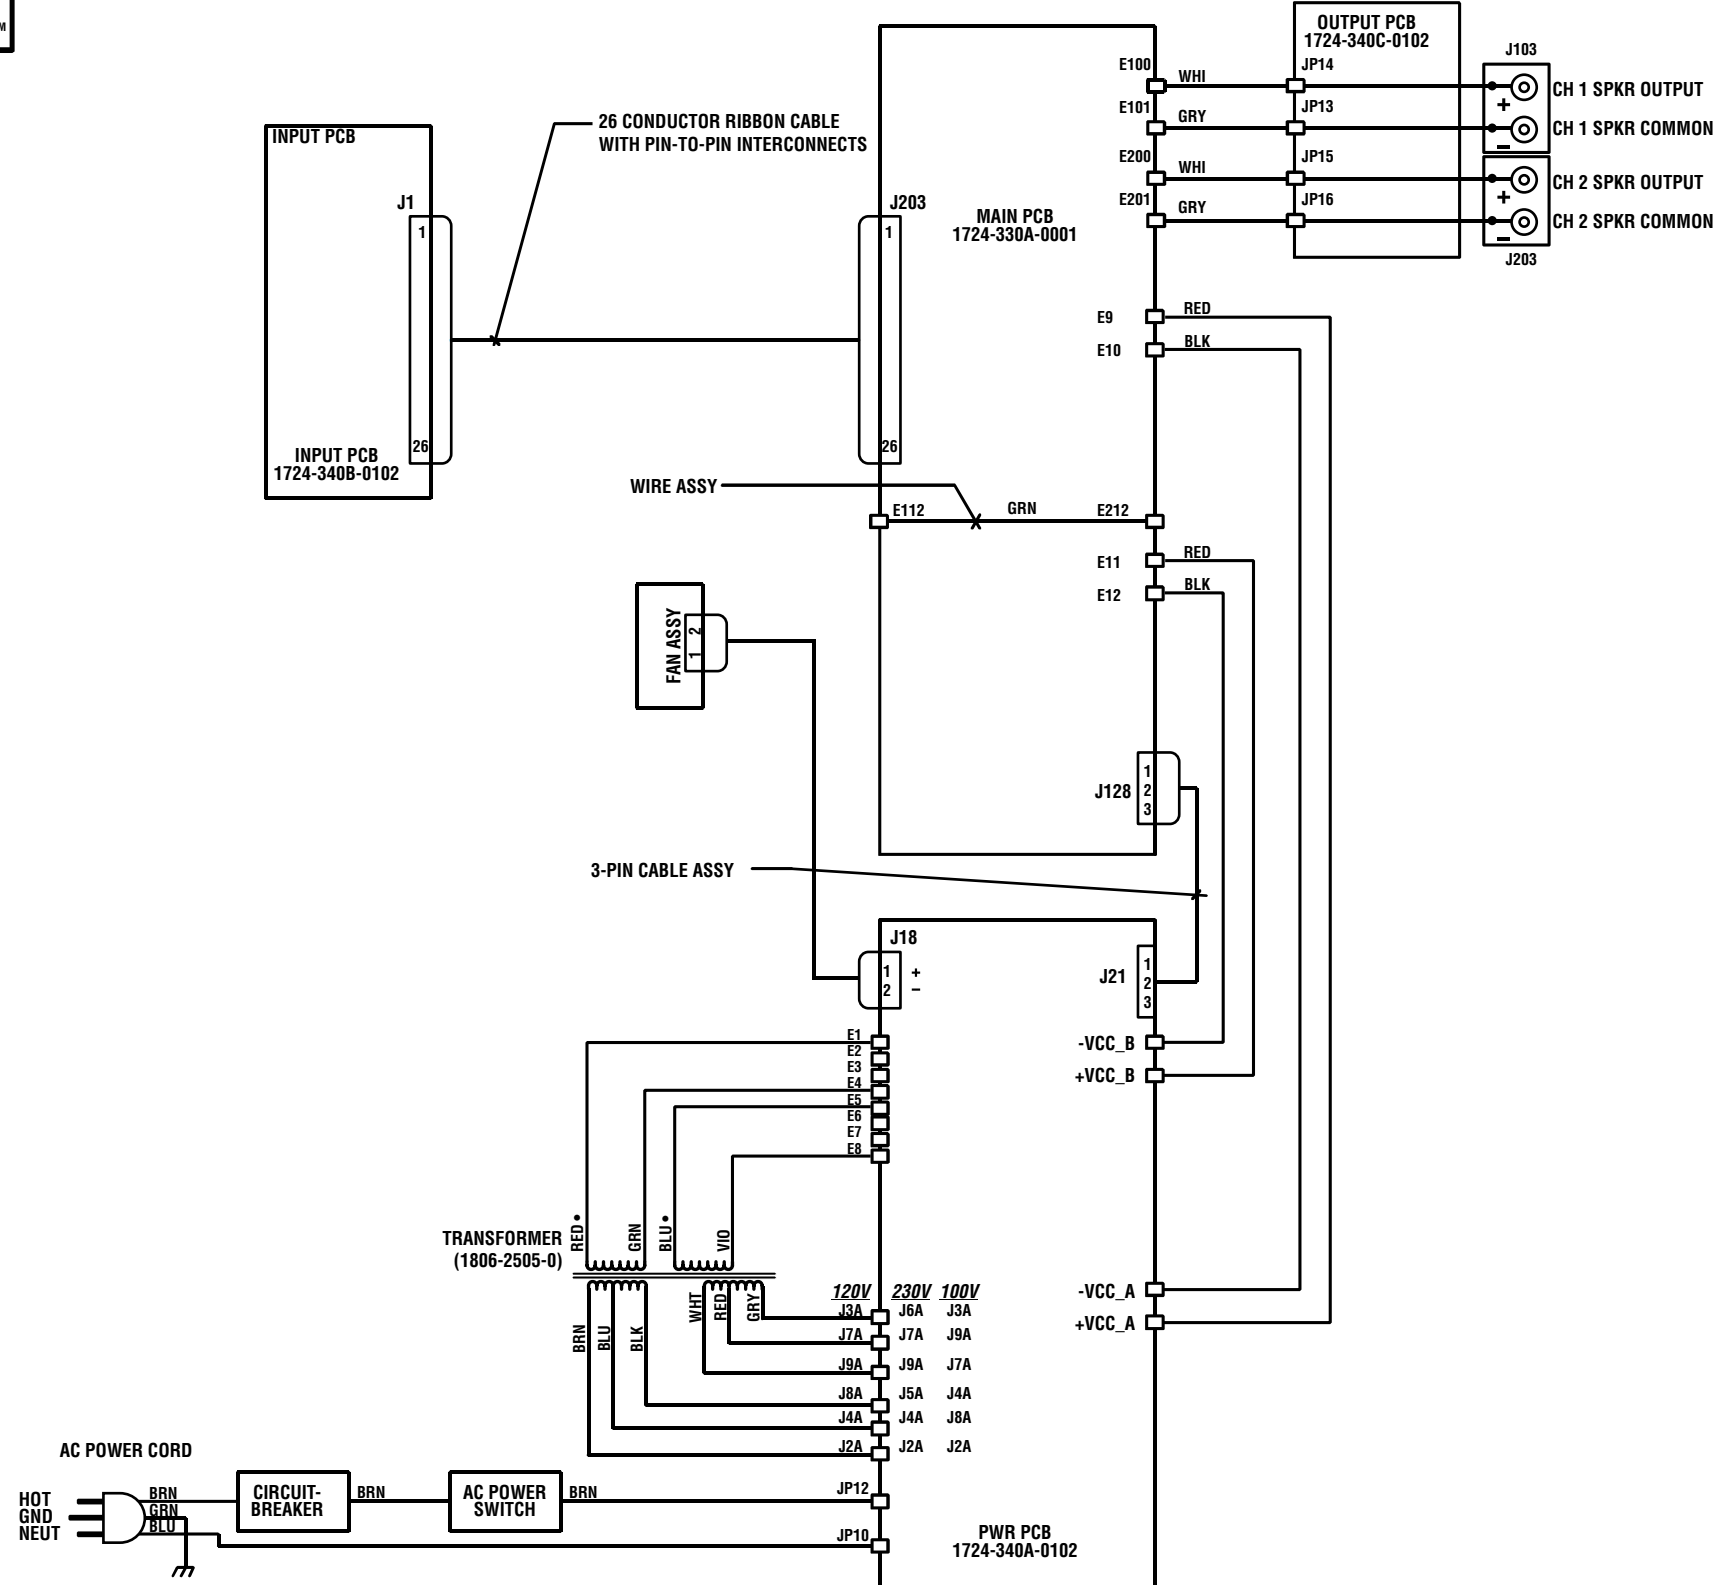 M
OUTPUT PCB
1724-340C-0102
J103
E100
WHI
JP14
CH 1 SPKR OUTPUT
+
E101
GRY
JP13
CH 1 SPKR COMMON
–
E200
WHI
JP15
CH 2 SPKR OUTPUT
+
E201
GRY
JP16
CH 2 SPKR COMMON
–
J203
26 CONDUCTOR RIBBON CABLE
WITH PIN-TO-PIN INTERCONNECTS
INPUT PCB
J1
1
26
INPUT PCB
1724-340B-0102
J203
1
26
MAIN PCB
1724-330A-0001
E9
RED
E10
BLK
WIRE ASSY
E112
GRN
E212
E11
RED
E12
BLK
FAN ASSY
1 2
J128
1
2
3
3-PIN CABLE ASSY
J18
1 +
2 –
J21
1
2
3
-VCC_B
+VCC_B
E1
E2
E3
E4
E5
E6
E7
E8
TRANSFORMER
(1806-2505-0)
RED •
GRN
BLU •
VIO
BRN
BLU
BLK
WHT
RED
GRY
120V 230V 100V
J3A J6A J3A
J7A J7A J9A
J9A J9A J7A
J8A J5A J4A
J4A J4A J8A
J2A J2A J2A
-VCC_A
+VCC_A
AC POWER CORD
HOT
GND
NEUT
BRN
GRN
BLU
CIRCUIT-
BREAKER
BRN
AC POWER
SWITCH
BRN
JP12
JP10
PWR PCB
1724-340A-0102